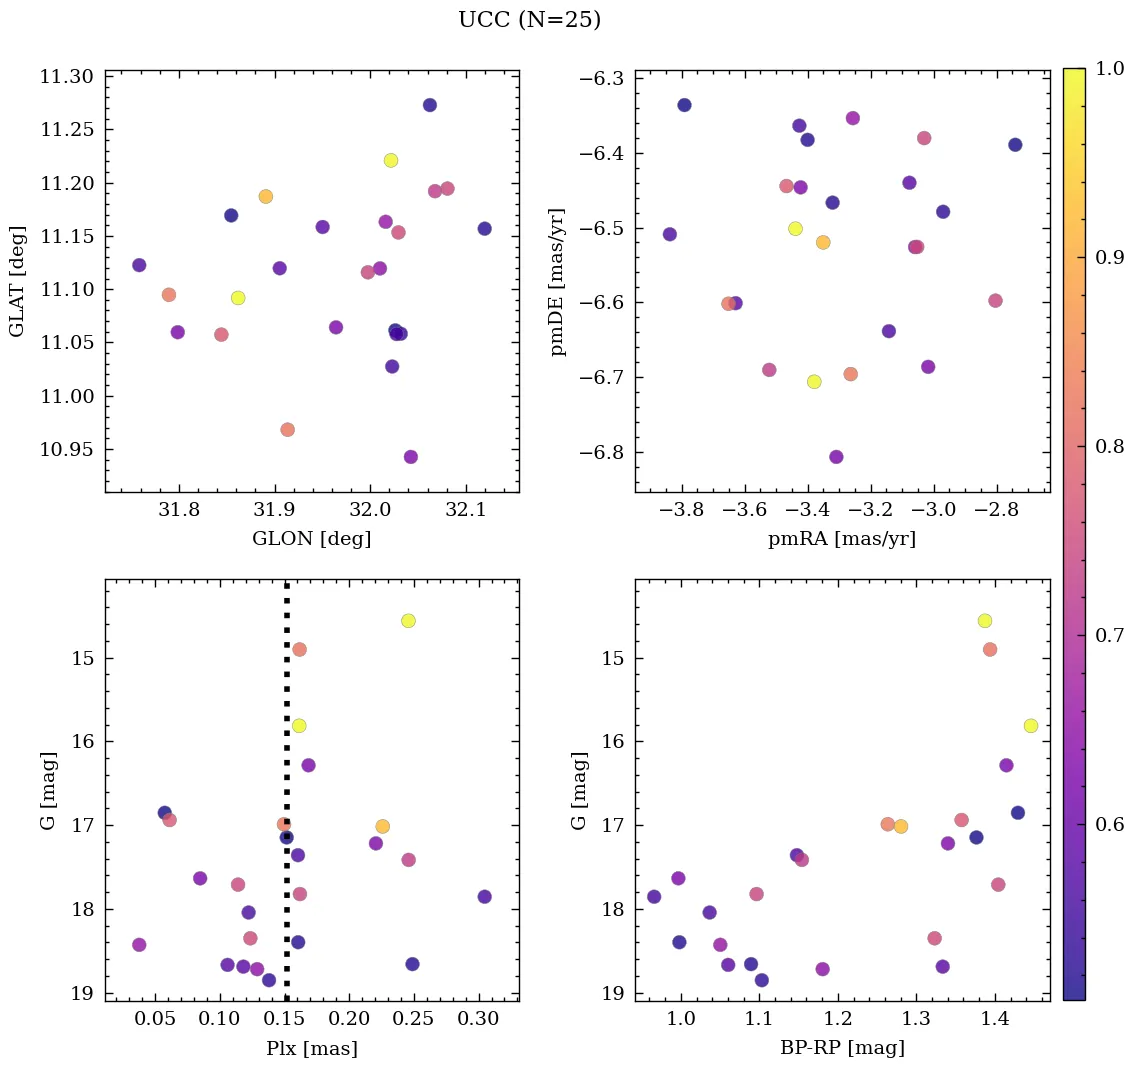 UCC (N=25)
11.30
11.25
11.20
11.15
11.10
11.05
11.00
10.95
GLAT [deg]
31.8 31.9 32.0 32.1
GLON [deg]
−6.3
−6.4
−6.5
−6.6
−6.7
−6.8
pmDE [mas/yr]
−3.8 −3.6 −3.4 −3.2 −3.0 −2.8
pmRA [mas/yr]
1.0
0.9
0.8
0.7
0.6
15
16
17
18
19
G [mag]
0.05 0.10 0.15 0.20 0.25 0.30
Plx [mas]
15
16
17
18
19
G [mag]
1.0 1.1 1.2 1.3 1.4
BP-RP [mag]